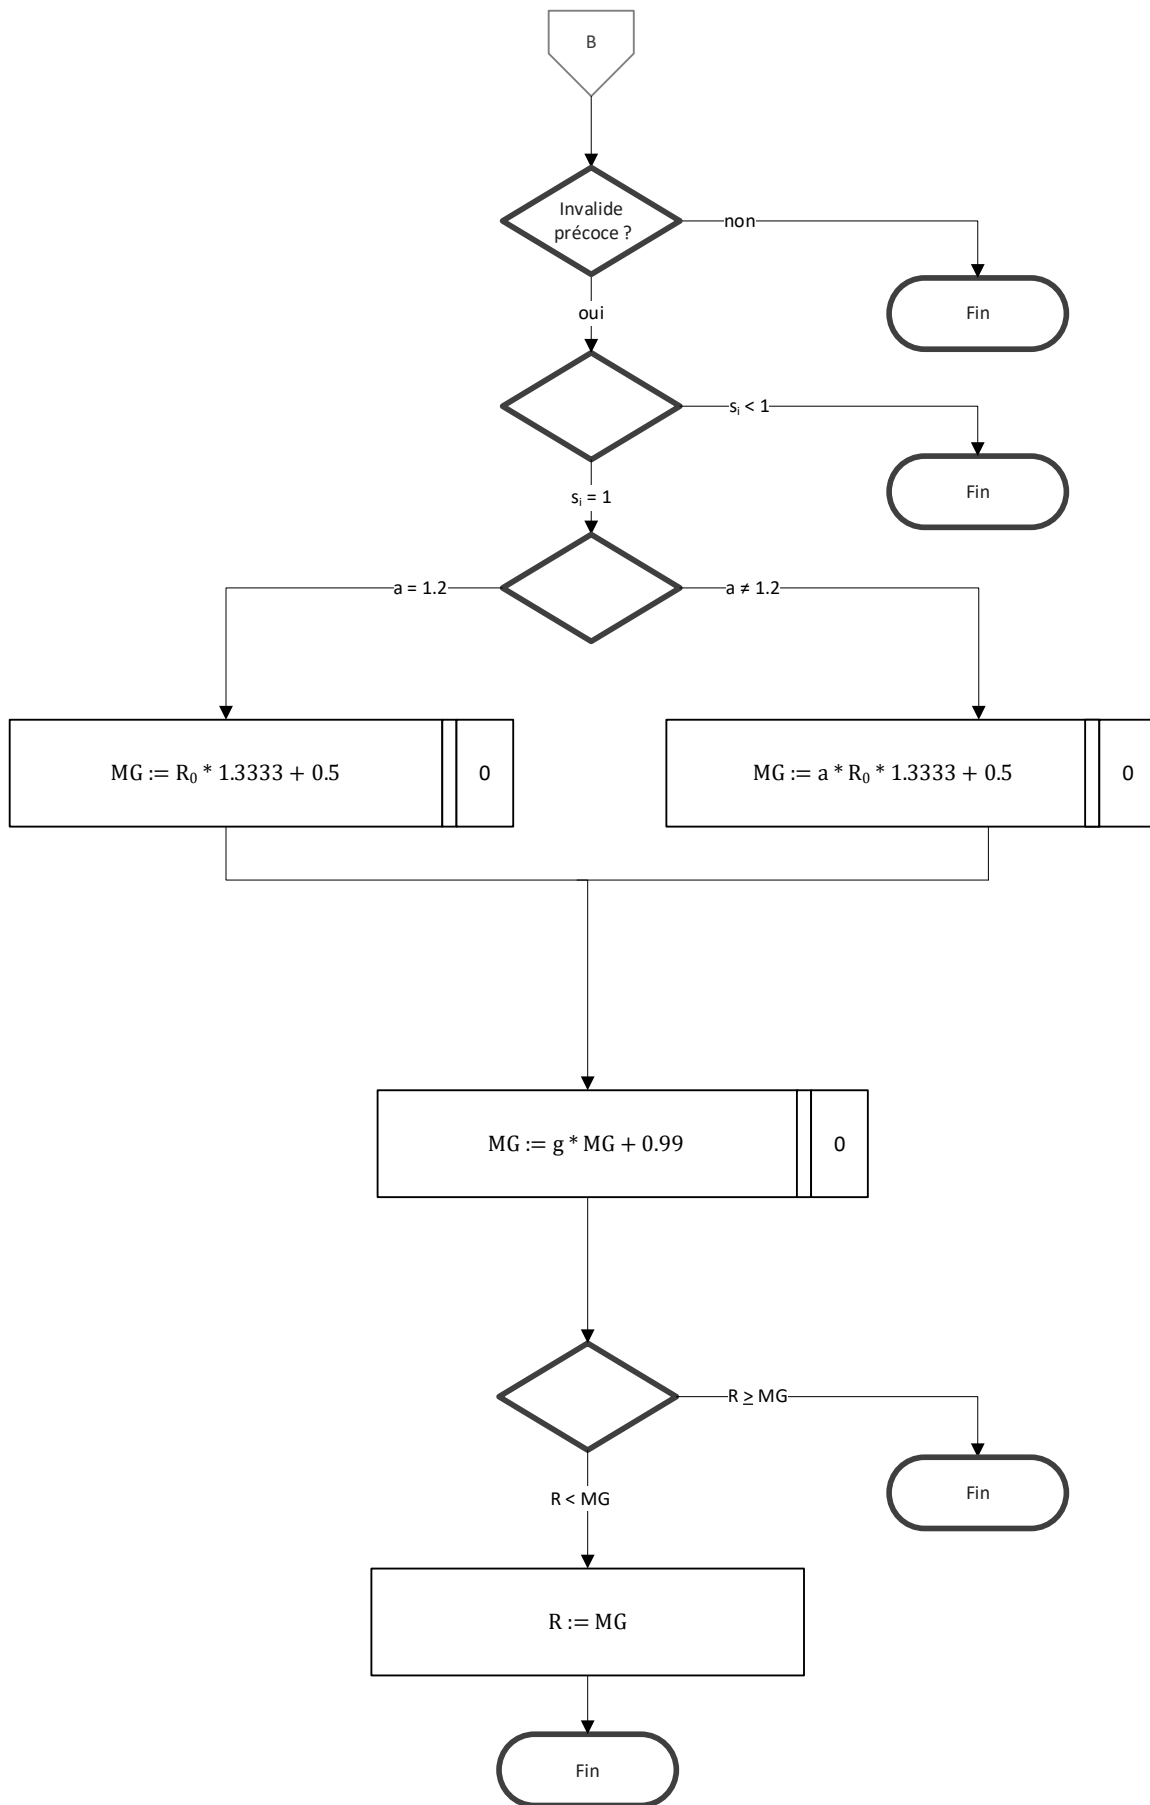 B
Invalide
précoce ?
non
Fin
oui
sᵢ < 1
Fin
sᵢ = 1
a = 1.2
a ≠ 1.2
MG := R₀ * 1.3333 + 0.5
0
MG := a * R₀ * 1.3333 + 0.5
0
MG := g * MG + 0.99
0
R ≥ MG
Fin
R < MG
R := MG
Fin